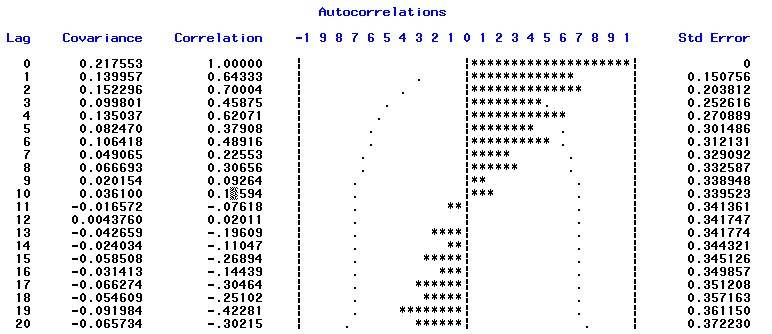 Autocorrelations
Lag Covariance Correlation -1 9 8 7 6 5 4 3 2 1 0 1 2 3 4 5 6 7 8 9 1 Std Error
0 0.217553 1.00000 | |********************| 0
1 0.139957 0.64333 | . |************* | 0.150756
2 0.152296 0.70004 | . |************** | 0.203812
3 0.099801 0.45875 | . |*********. | 0.252616
4 0.135037 0.62071 | . |************ | 0.270889
5 0.082470 0.37908 | . |******** . | 0.301486
6 0.106418 0.48916 | . |********** . | 0.312131
7 0.049065 0.22553 | . |***** . | 0.329092
8 0.066693 0.30656 | . |****** . | 0.332587
9 0.020154 0.09264 | . |** . | 0.338948
10 0.036100 | . |*** . | 0.339523
11 -0.016572 -.07618 | . **| . | 0.341361
12 0.0043760 0.02011 | . | . | 0.341747
13 -0.042659 -.19609 | . ****| . | 0.341774
14 -0.024034 -.11047 | . **| . | 0.344321
15 -0.058508 -.26894 | . *****| . | 0.345126
16 -0.031413 -.14439 | . ***| . | 0.349857
17 -0.066274 -.30464 | . ******| . | 0.351208
18 -0.054609 -.25102 | . *****| . | 0.357163
19 -0.091984 -.42281 | . ********| . | 0.361150
20 -0.065734 -.30215 | . ******| . | 0.372230